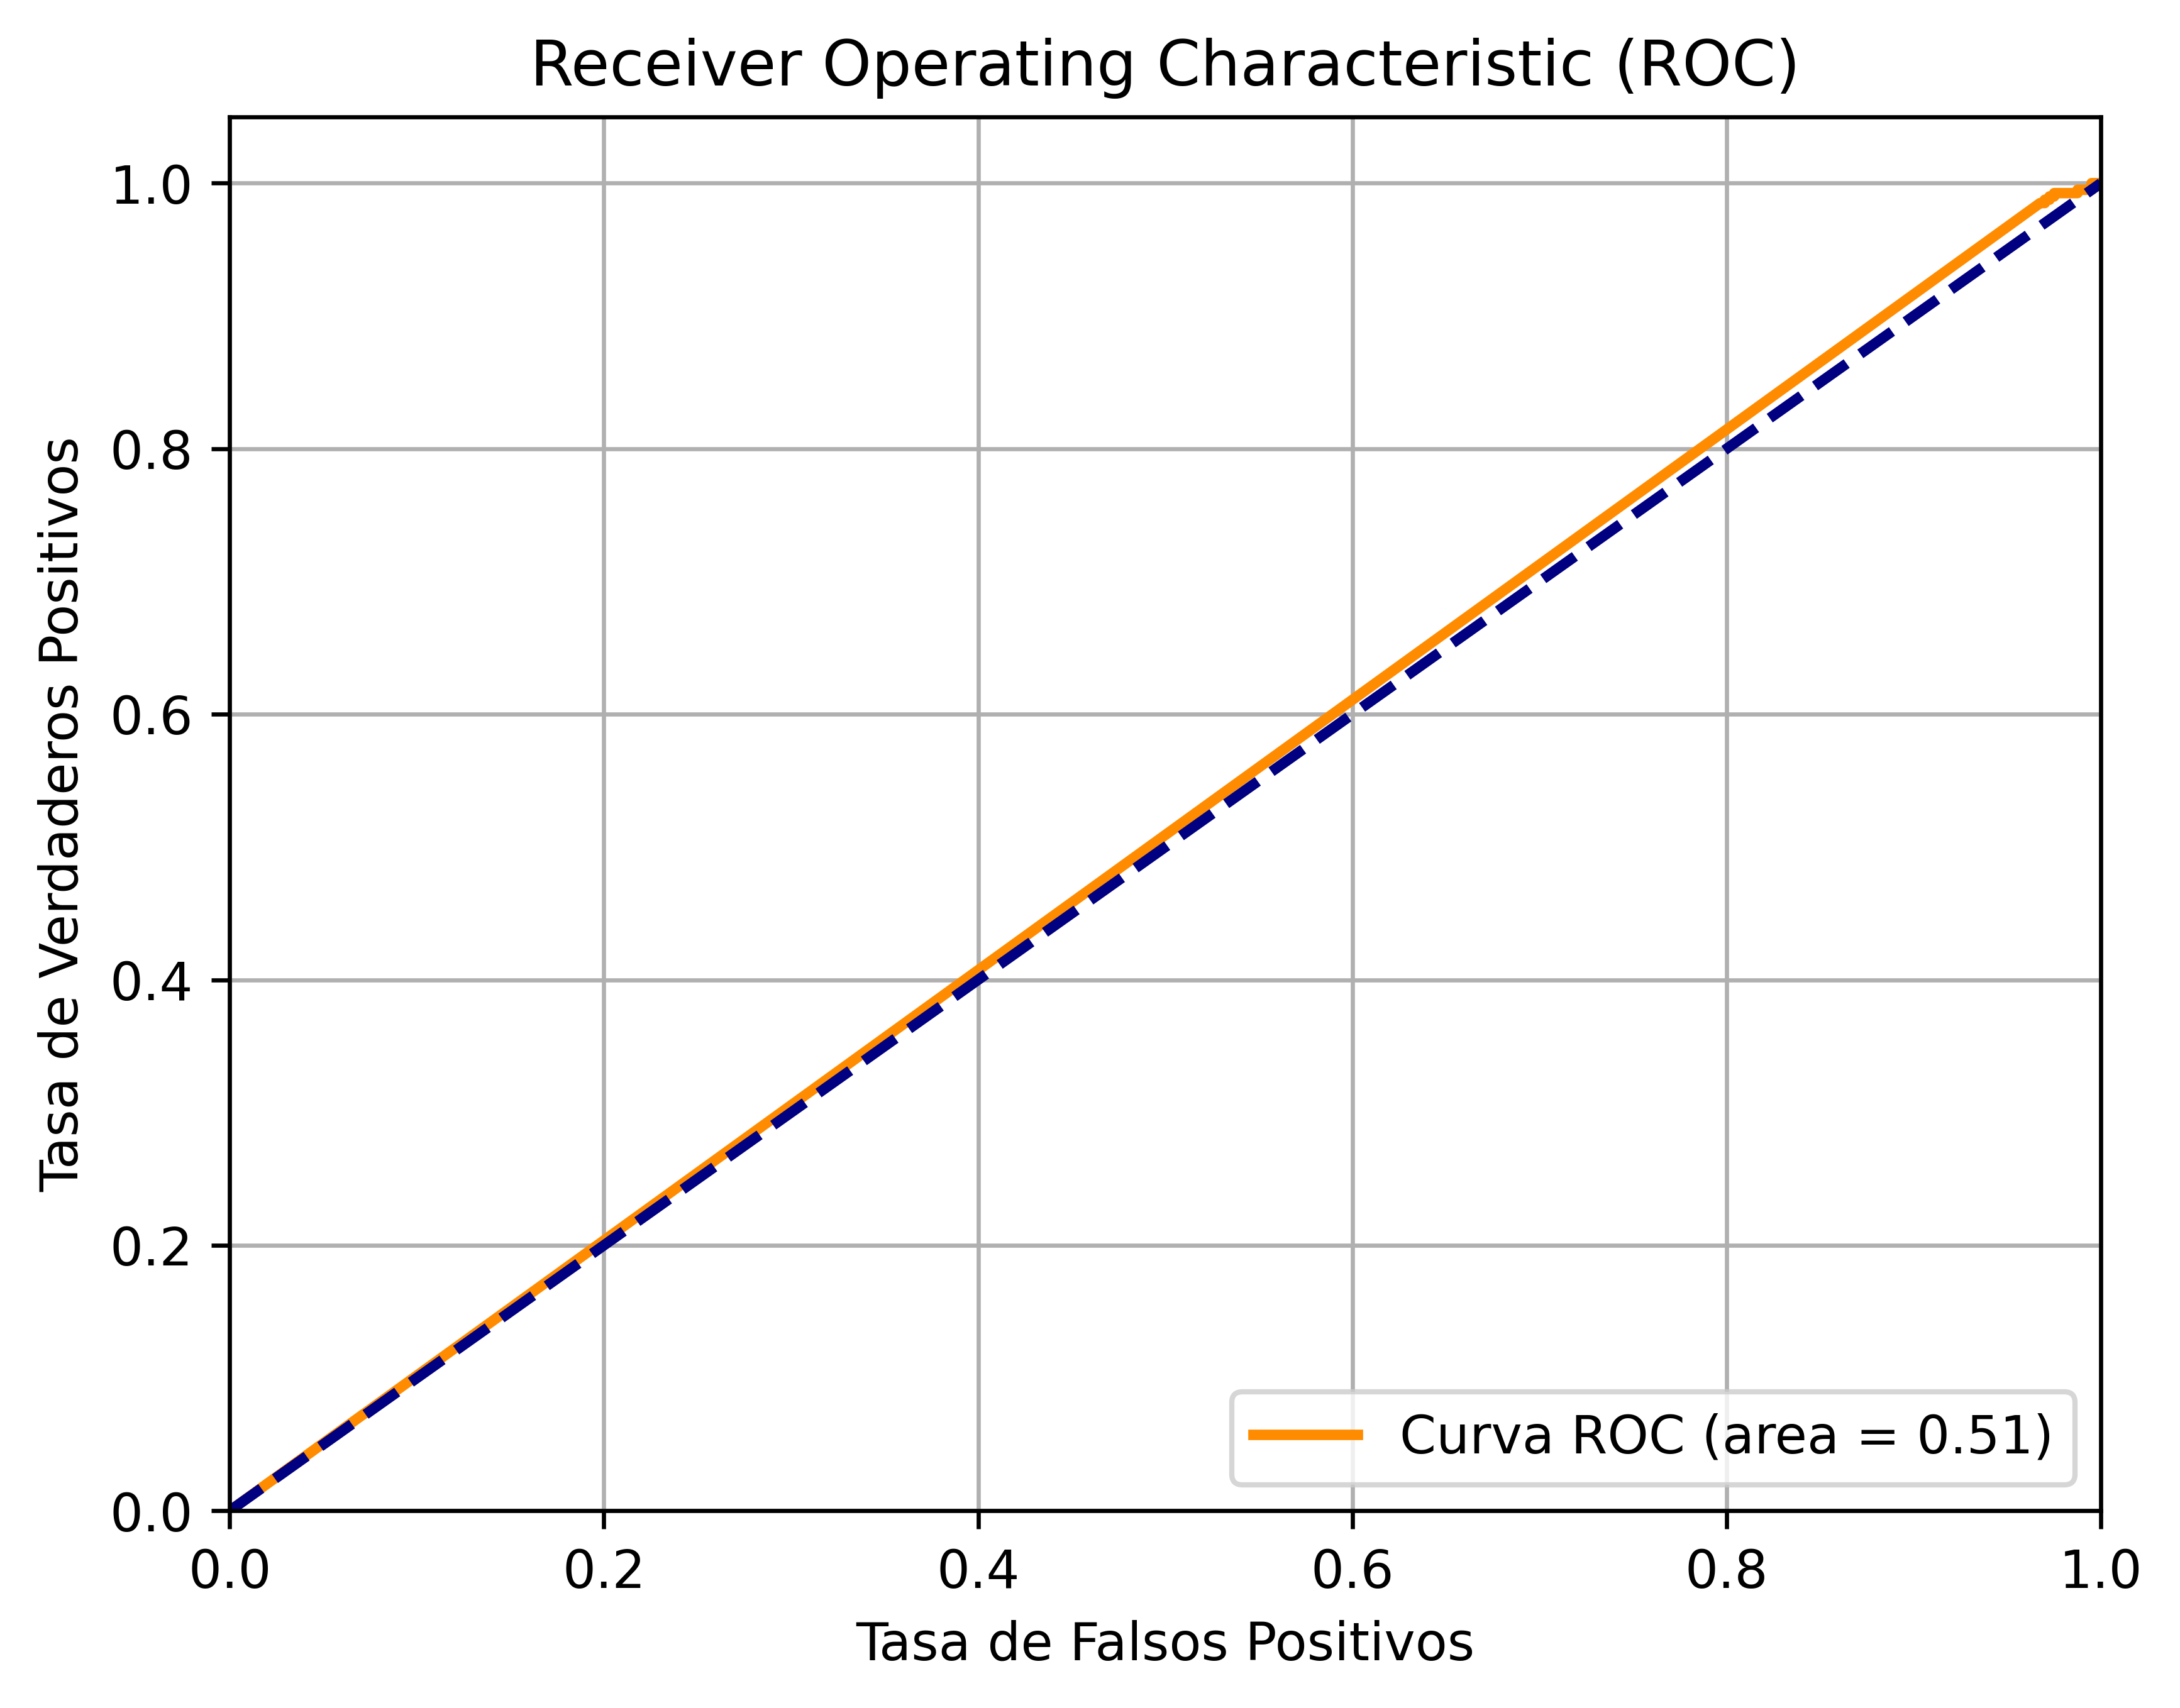 Receiver Operating Characteristic (ROC)
Tasa de Verdaderos Positivos
1.0
0.8
0.6
0.4
0.2
0.0
Curva ROC (area = 0.51)
0.0 0.2 0.4 0.6 0.8 1.0
Tasa de Falsos Positivos